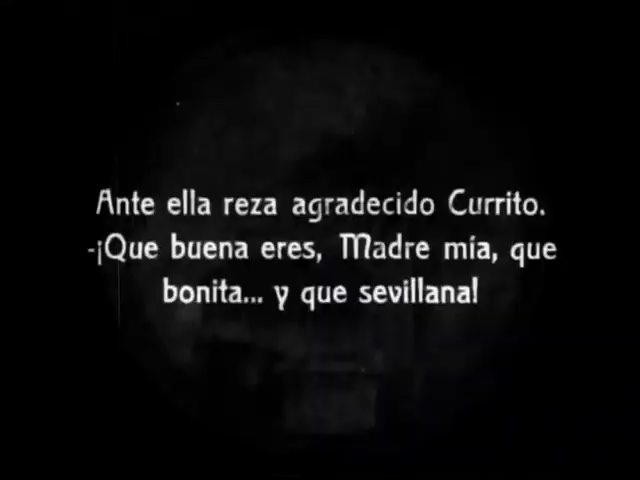 Ante ella reza agradecido Currito.
-¡Que buena eres, Madre mía, que
bonita... y que sevillana!